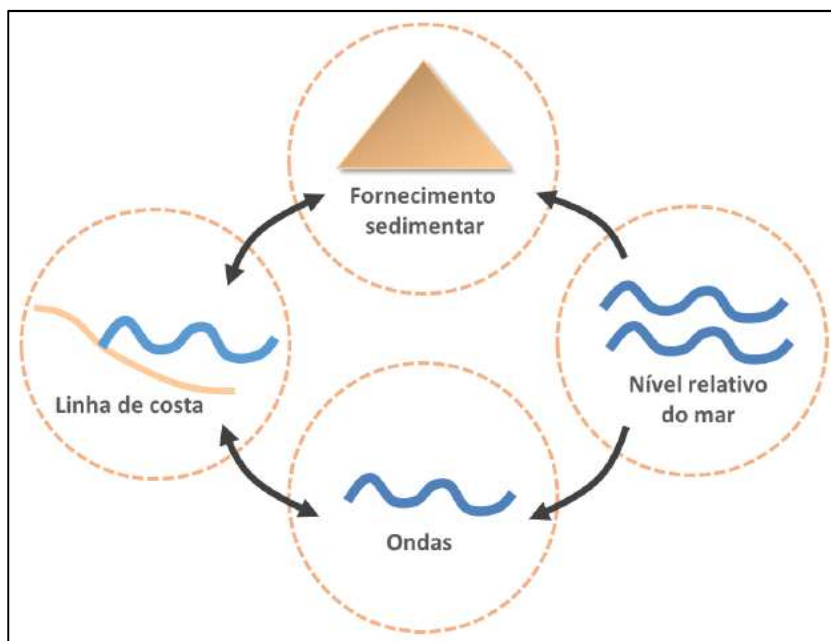 Fornecimento
sedimentar
Linha de costa
Nível relativo
do mar
Ondas